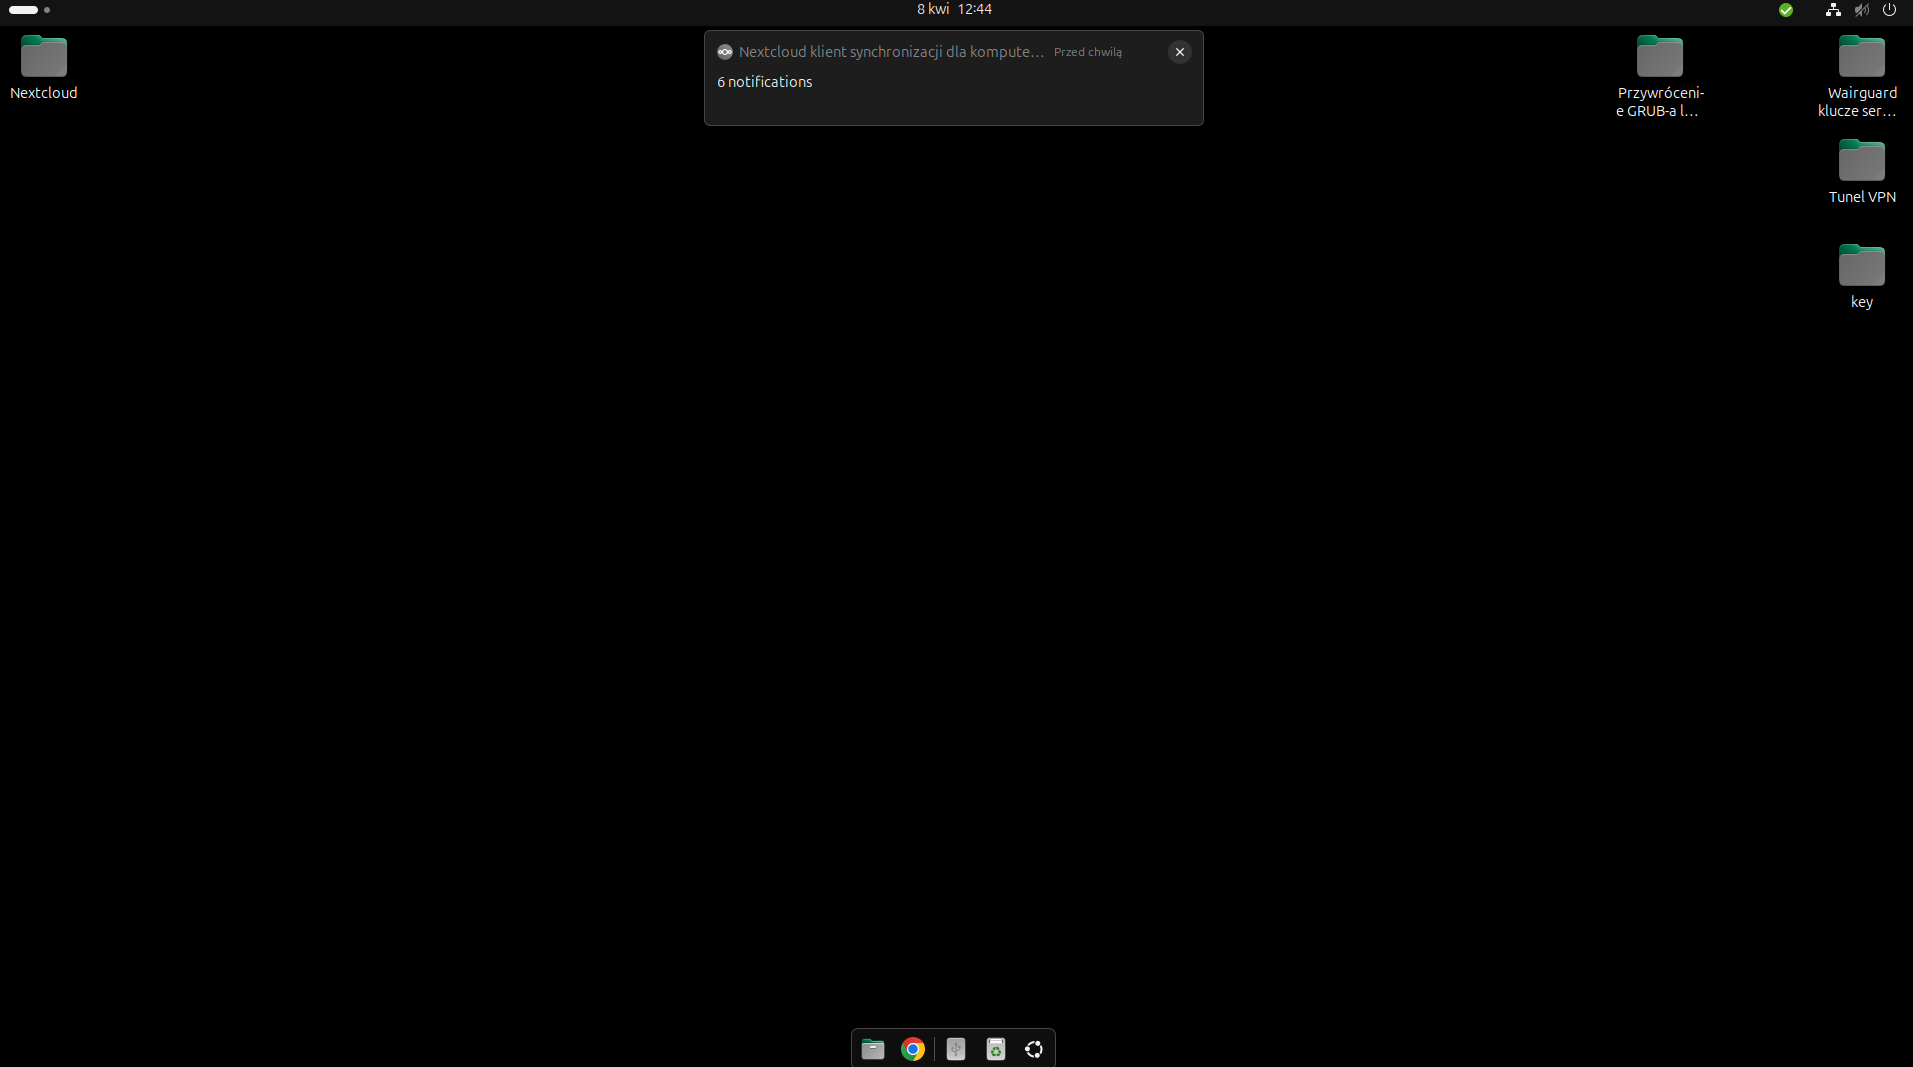 8 kwi 12:44
Nextcloud klient synchronizacji dla kompute... Przed chwilą
6 notifications
Nextcloud
Przywróceni-
e GRUB-a l...
Wairguard
klucze ser...
Tunel VPN
key